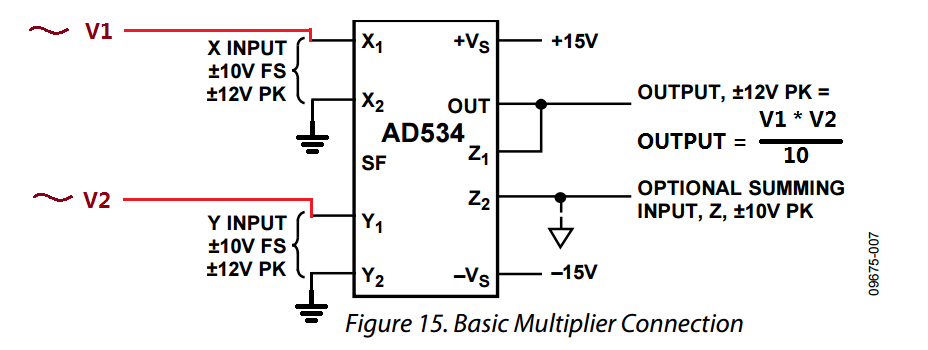 V1
X INPUT
±10V FS
±12V PK
X1
X2
+VS
+15V
OUT
AD534
Z1
SF
Z2
OUTPUT, ±12V PK =
OUTPUT = V1 * V2
10
OPTIONAL SUMMING
INPUT, Z, ±10V PK
V2
Y INPUT
±10V FS
±12V PK
Y1
Y2
–VS
–15V
09675-007
Figure 15. Basic Multiplier Connection